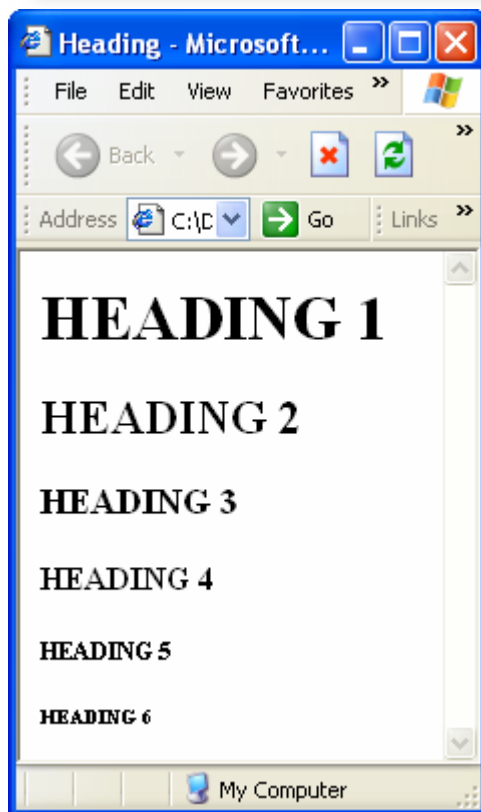 Heading - Microsoft...
File Edit View Favorites »
Back »
Address C:\D Go Links »
HEADING 1
HEADING 2
HEADING 3
HEADING 4
HEADING 5
HEADING 6
My Computer